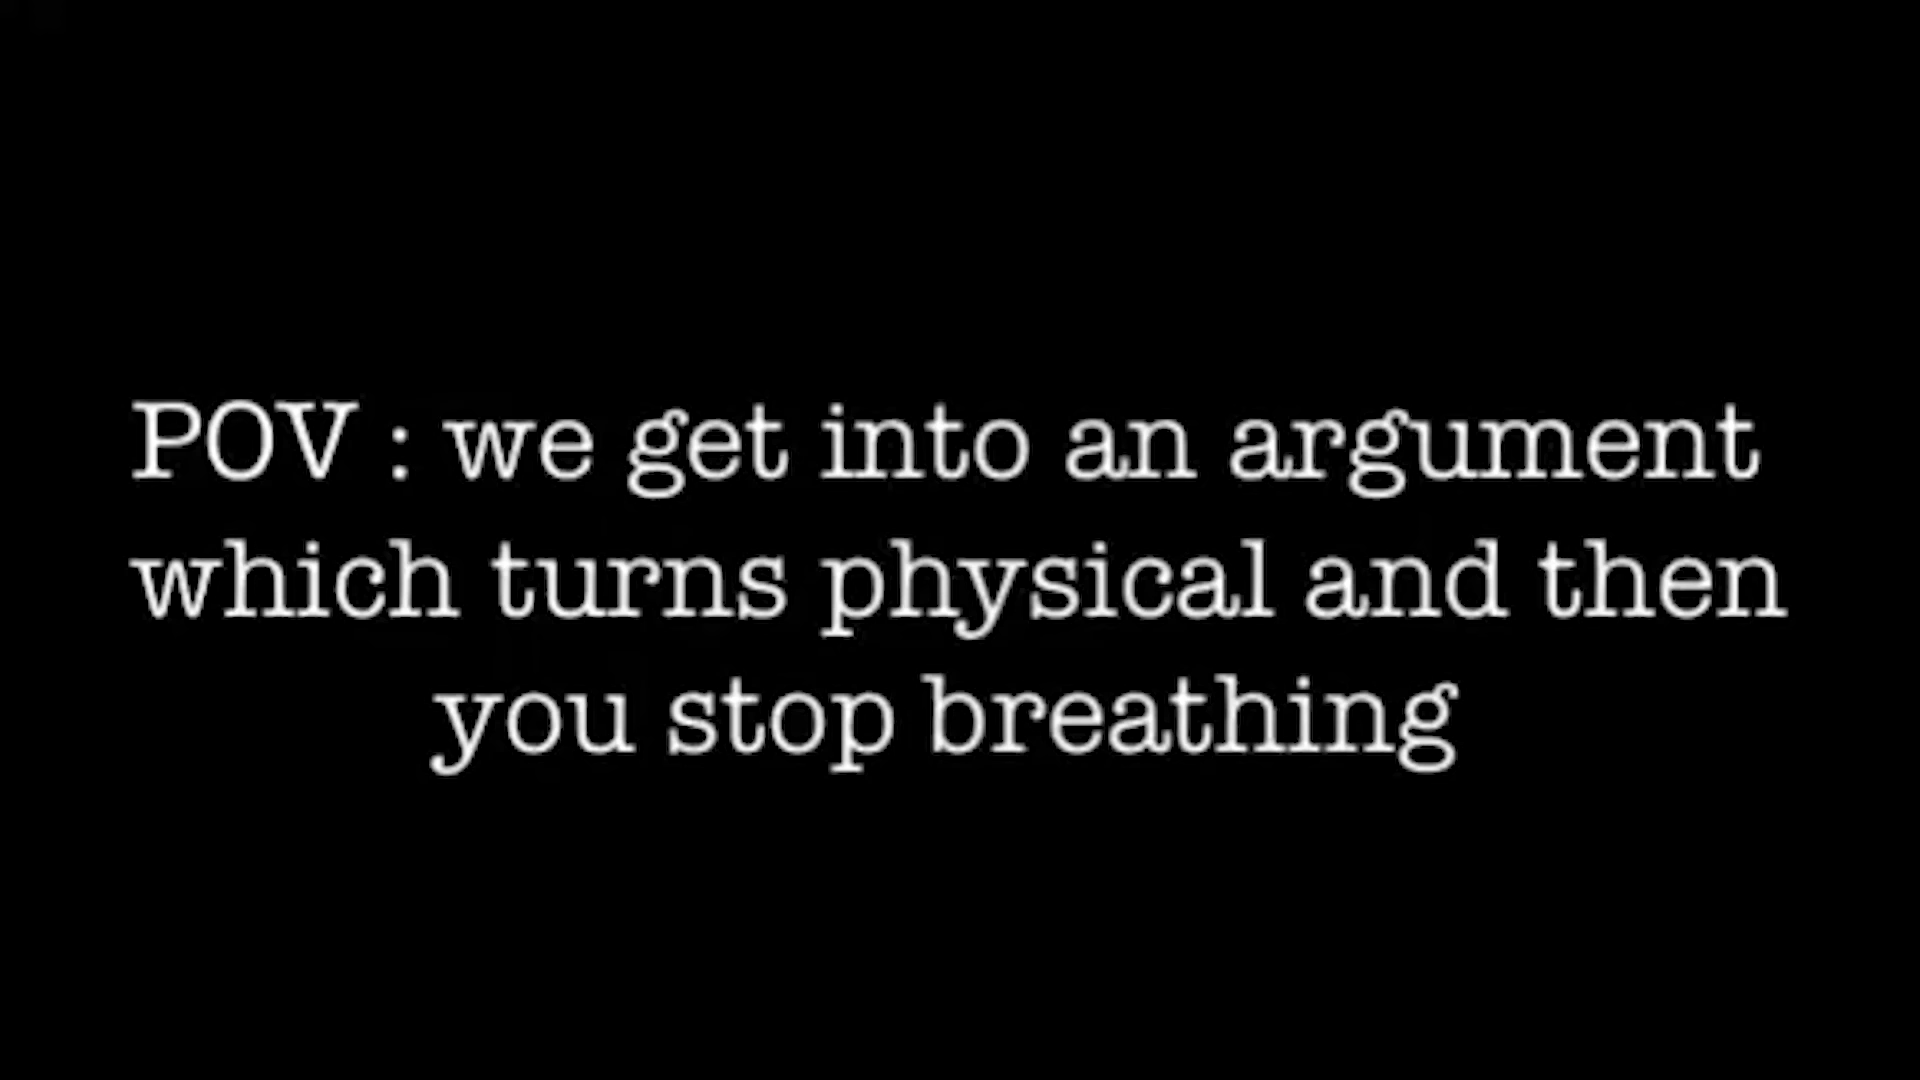 POV : we get into an argument
which turns physical and then
you stop breathing